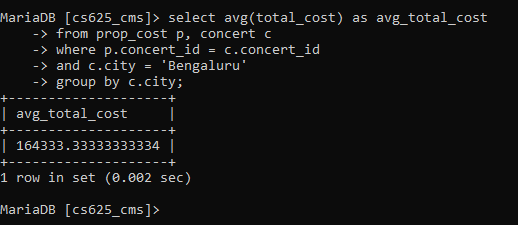 MariaDB [cs625_cms]> select avg(total_cost) as avg_total_cost
    -> from prop_cost p, concert c
    -> where p.concert_id = c.concert_id
    -> and c.city = 'Bengaluru'
    -> group by c.city;
+--------------------+
| avg_total_cost     |
+--------------------+
| 164333.33333333334 |
+--------------------+
1 row in set (0.002 sec)
MariaDB [cs625_cms]>